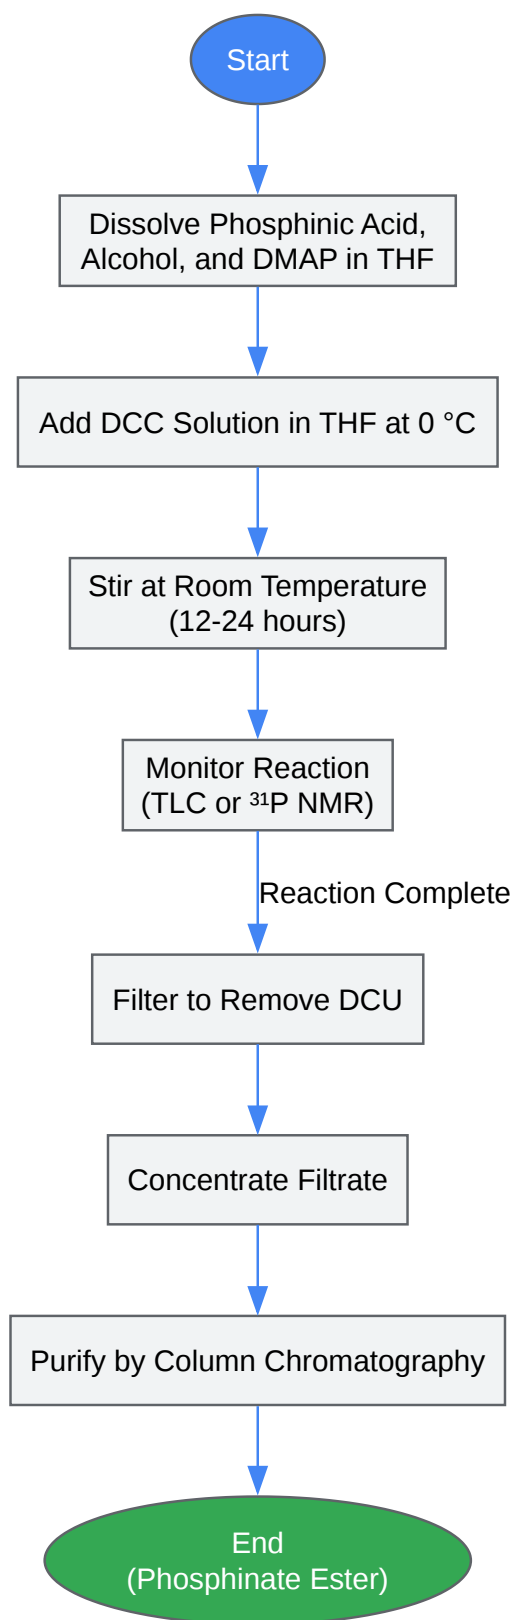 Start
Dissolve Phosphinic Acid,
Alcohol, and DMAP in THF
Add DCC Solution in THF at 0 °C
Stir at Room Temperature
(12-24 hours)
Monitor Reaction
(TLC or ³¹P NMR)
Reaction Complete
Filter to Remove DCU
Concentrate Filtrate
Purify by Column Chromatography
End
(Phosphinate Ester)